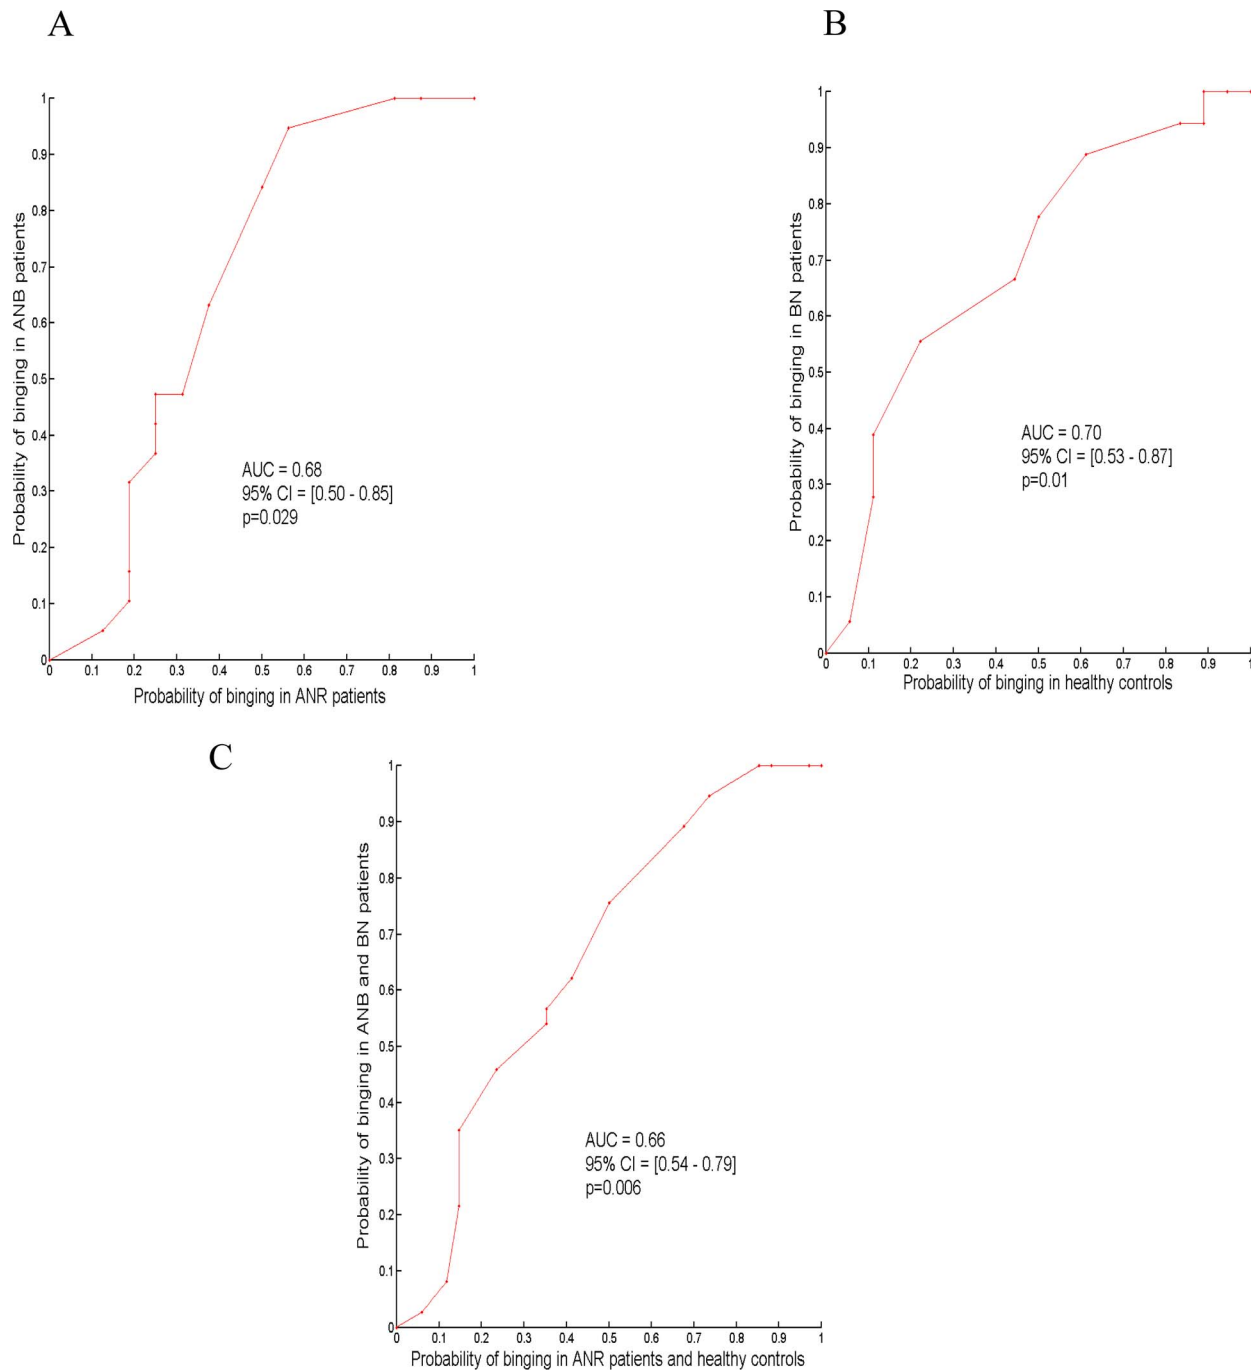 A
1
0.9
0.8
0.7
0.6
0.5
0.4
0.3
0.2
0.1
0
Probability of binging in ANB patients
AUC = 0.68
95% CI = [0.50 - 0.85]
p=0.029
0 0.1 0.2 0.3 0.4 0.5 0.6 0.7 0.8 0.9 1
Probability of binging in ANR patients
B
1
0.9
0.8
0.7
0.6
0.5
0.4
0.3
0.2
0.1
0
Probability of binging in BN patients
AUC = 0.70
95% CI = [0.53 - 0.87]
p=0.01
0 0.1 0.2 0.3 0.4 0.5 0.6 0.7 0.8 0.9 1
Probability of binging in healthy controls
C
1
0.9
0.8
0.7
0.6
0.5
0.4
0.3
0.2
0.1
0
Probability of binging in ANB and BN patients
AUC = 0.66
95% CI = [0.54 - 0.79]
p=0.006
0 0.1 0.2 0.3 0.4 0.5 0.6 0.7 0.8 0.9 1
Probability of binging in ANR patients and healthy controls